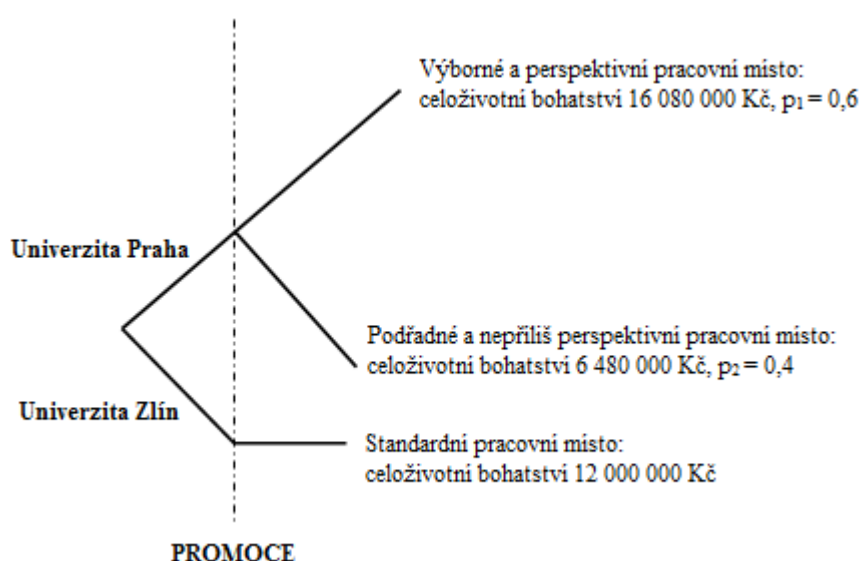 Výborné a perspektivní pracovní místo:
celoživotní bohatství 16 080 000 Kč, p₁ = 0,6
Univerzita Praha
Podřadné a nepříliš perspektivní pracovní místo:
celoživotní bohatství 6 480 000 Kč, p₂ = 0,4
Univerzita Zlín
Standardní pracovní místo:
celoživotní bohatství 12 000 000 Kč
PROMOCE